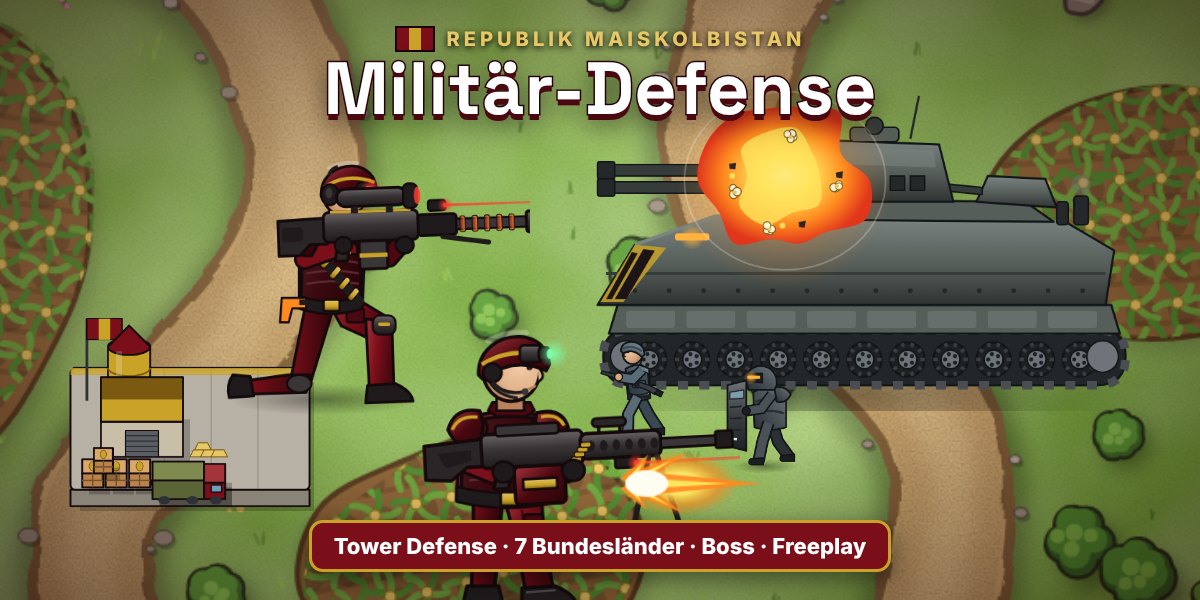 REPUBLIK MAISKOLBISTAN
Militär-Defense
Tower Defense · 7 Bundesländer · Boss · Freeplay